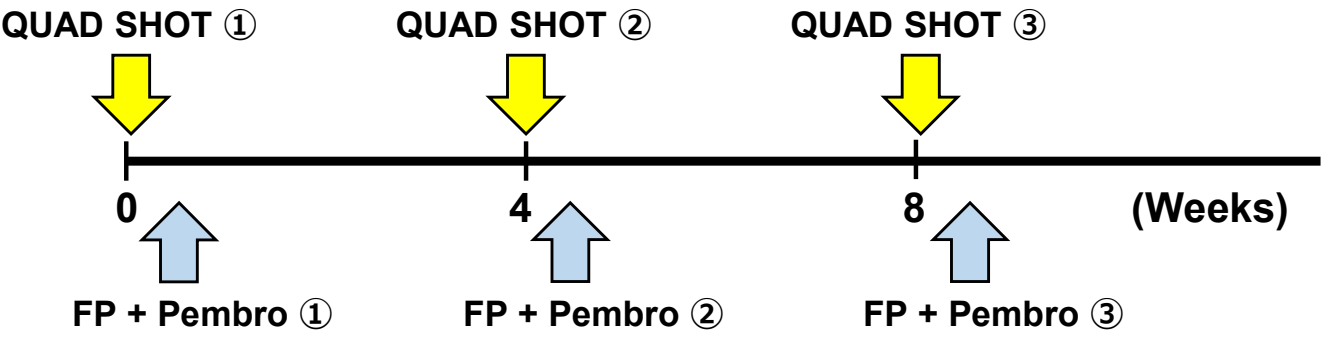 QUAD SHOT ① QUAD SHOT ② QUAD SHOT ③
0 4 8 (Weeks)
FP + Pembro ① FP + Pembro ② FP + Pembro ③